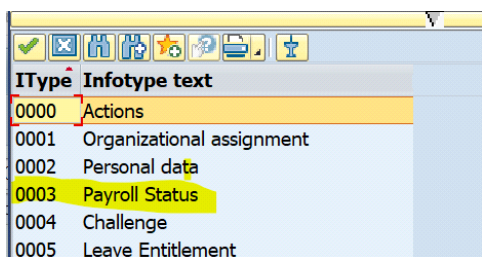 IType Infotype text
0000 Actions
0001 Organizational assignment
0002 Personal data
0003 Payroll Status
0004 Challenge
0005 Leave Entitlement